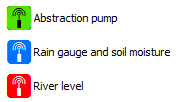 Abstraction pump
Rain gauge and soil moisture
River level